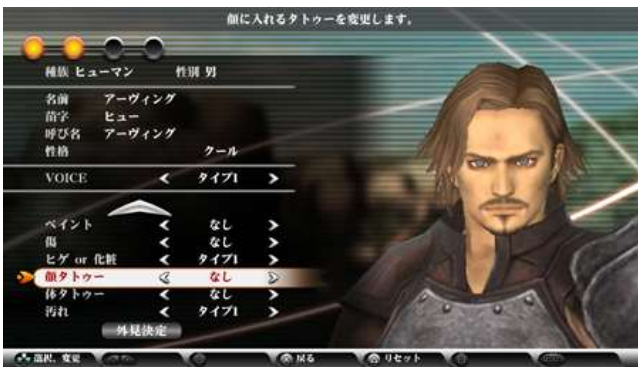 顔に入れるタトゥーを変更します。
種族 ヒューマン 性別 男
名前 アーヴィング
苗字 ヒュー
呼び名 アーヴィング
性格 クール
VOICE タイプ1
ペイント なし
傷 なし
ヒゲ or 化粧 タイプ1
顔タトゥー なし
体タトゥー なし
汚れ タイプ1
外見決定
選択、変更 戻る リセット